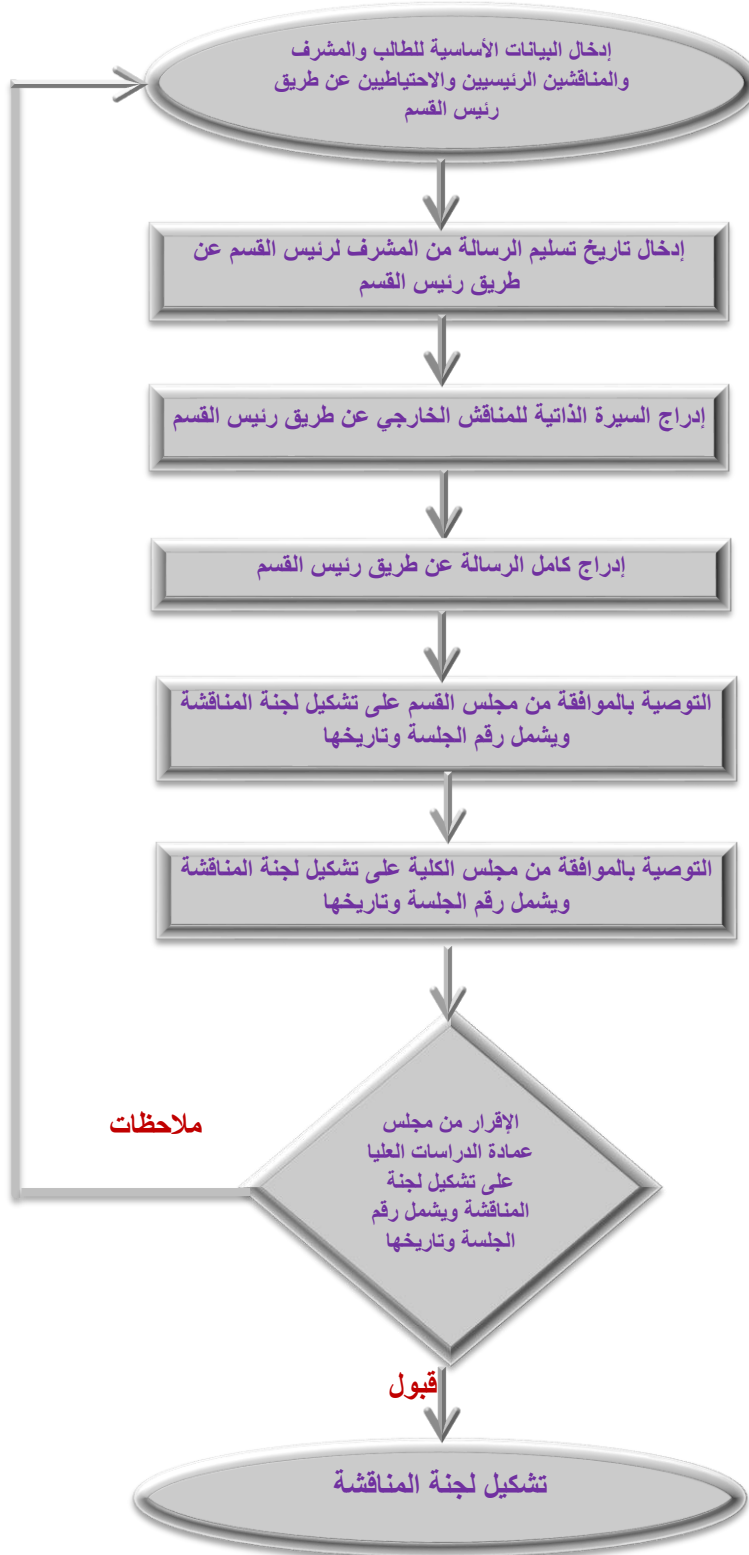 إدخال البيانات الأساسية للطالب والمشرف
والمناقشين الرئيسيين والاحتياطيين عن طريق
رئيس القسم
إدخال تاريخ تسليم الرسالة من المشرف لرئيس القسم عن
طريق رئيس القسم
إدراج السيرة الذاتية للمناقش الخارجي عن طريق رئيس القسم
إدراج كامل الرسالة عن طريق رئيس القسم
التوصية بالموافقة من مجلس القسم على تشكيل لجنة المناقشة
ويشمل رقم الجلسة وتاريخها
التوصية بالموافقة من مجلس الكلية على تشكيل لجنة المناقشة
ويشمل رقم الجلسة وتاريخها
الإقرار من مجلس
عمادة الدراسات العليا
على تشكيل لجنة
المناقشة ويشمل رقم
الجلسة وتاريخها
ملاحظات
قبول
تشكيل لجنة المناقشة